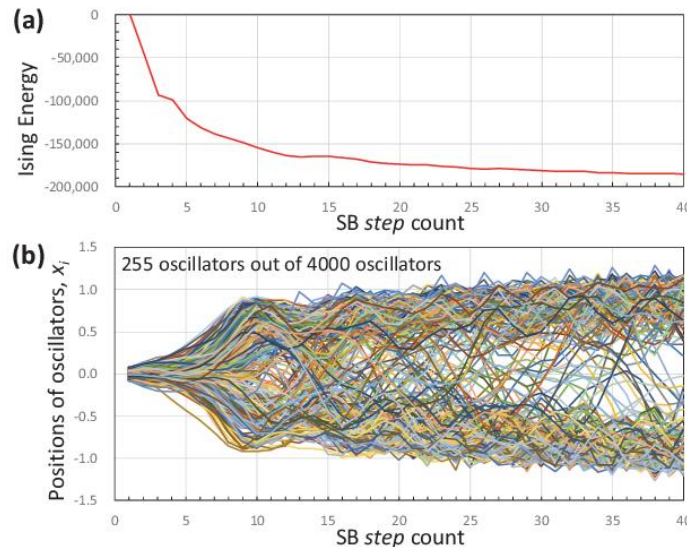 (a)
Ising Energy
0
-50,000
-100,000
-150,000
-200,000
0 5 10 15 20 25 30 35 40
SB step count
(b)
Positions of oscillators, xᵢ
255 oscillators out of 4000 oscillators
1.5
1.0
0.5
0.0
-0.5
-1.0
-1.5
0 5 10 15 20 25 30 35 40
SB step count